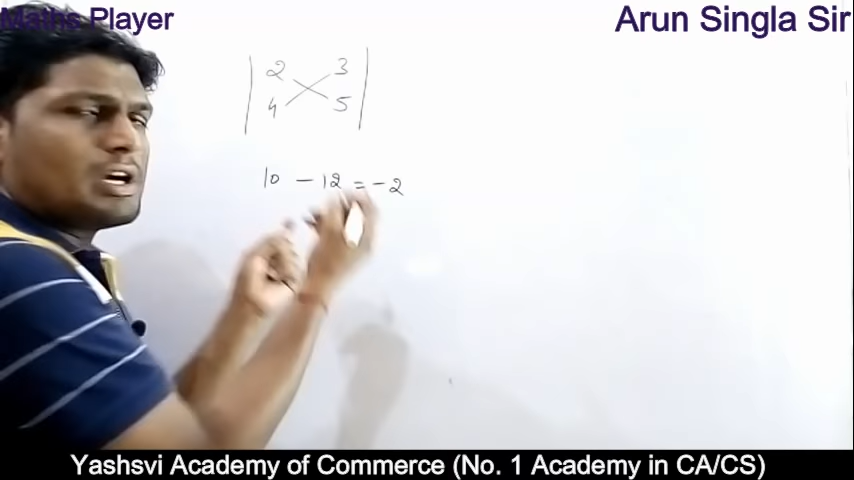 Maths Player
Arun Singla Sir
2 3
4 5
10 - 12 = -2
Yashsvi Academy of Commerce (No. 1 Academy in CA/CS)